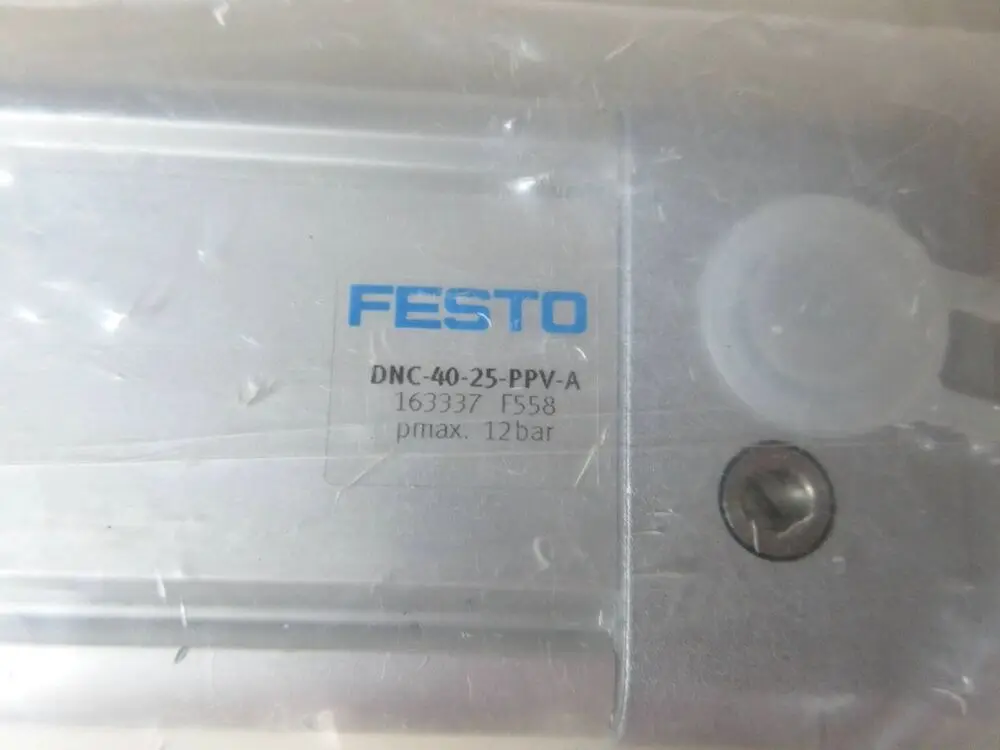 FESTO
DNC-40-25-PPV-A
163337 F558
pmax. 12bar